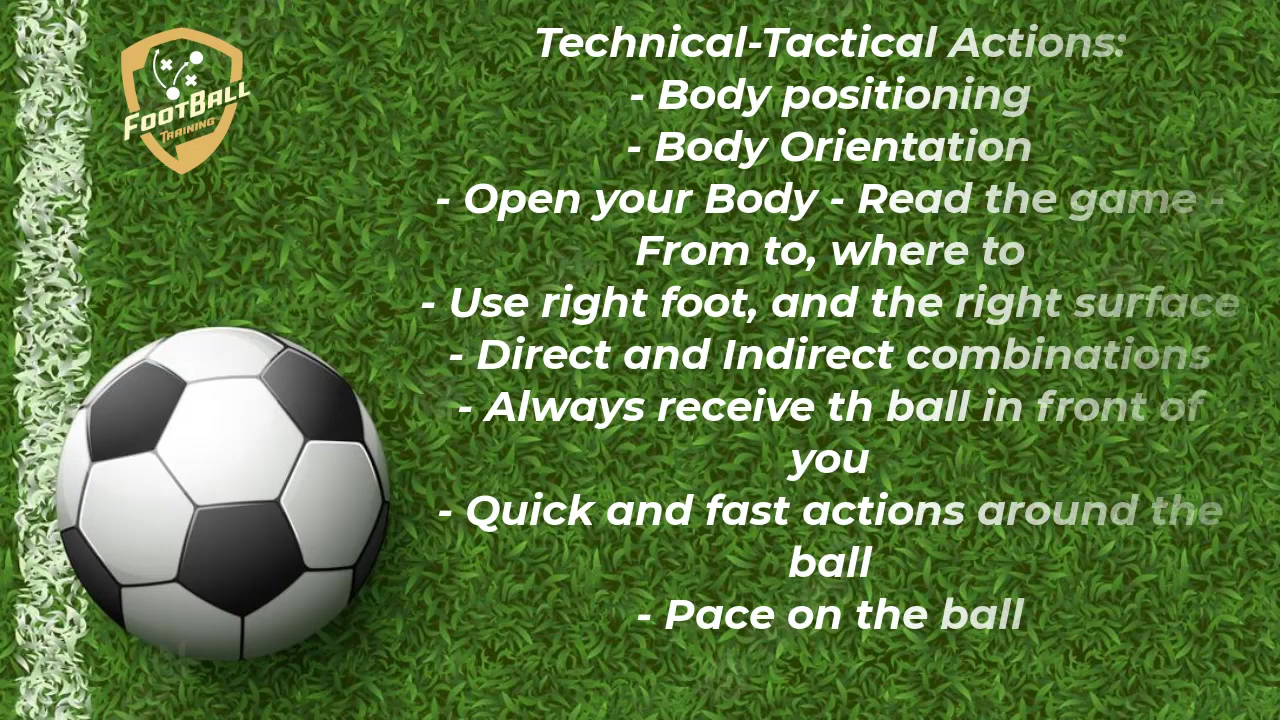 FootBall
Training
Technical-Tactical Actions:
- Body positioning
- Body Orientation
- Open your Body - Read the game -
From to, where to
- Use right foot, and the right surface
- Direct and Indirect combinations
- Always receive th ball in front of
you
- Quick and fast actions around the
ball
- Pace on the ball